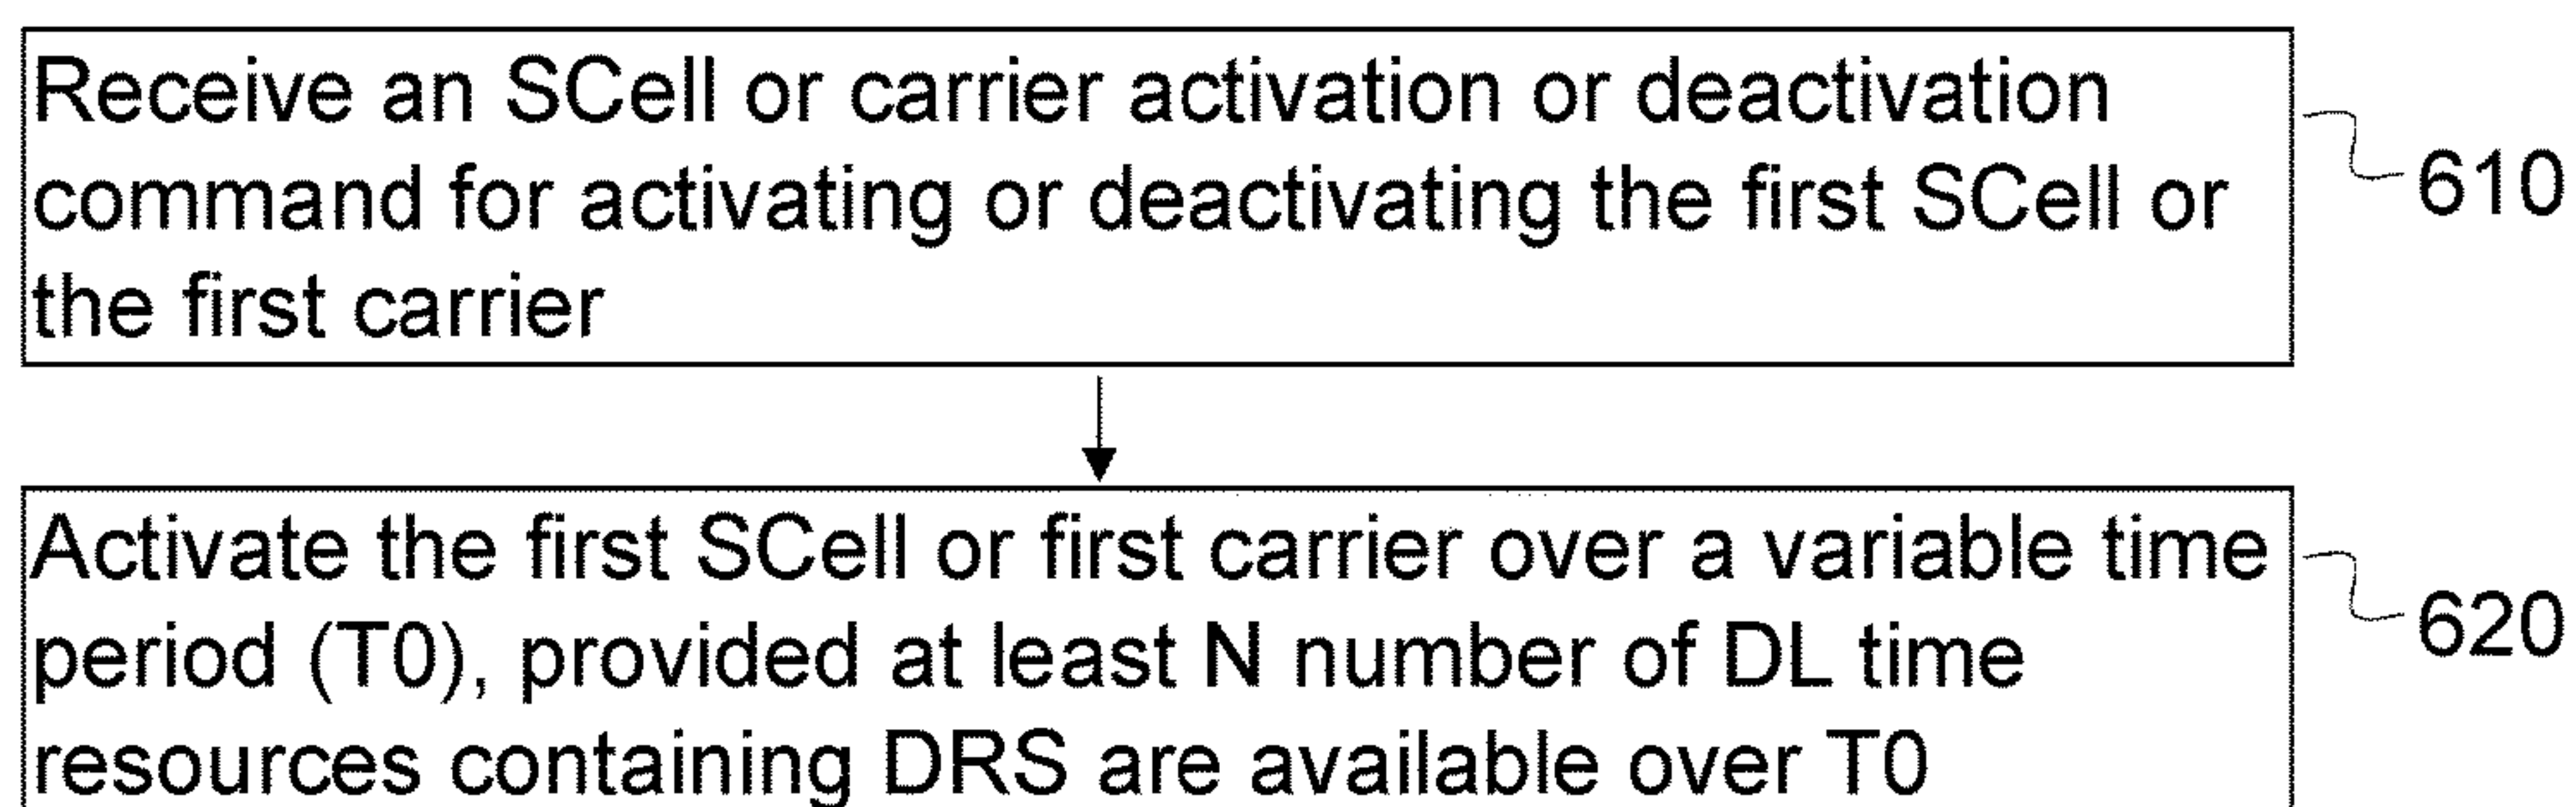 Receive an SCell or carrier activation or deactivation
command for activating or deactivating the first SCell or
the first carrier
610
Activate the first SCell or first carrier over a variable time
period (T0), provided at least N number of DL time
resources containing DRS are available over T0
620